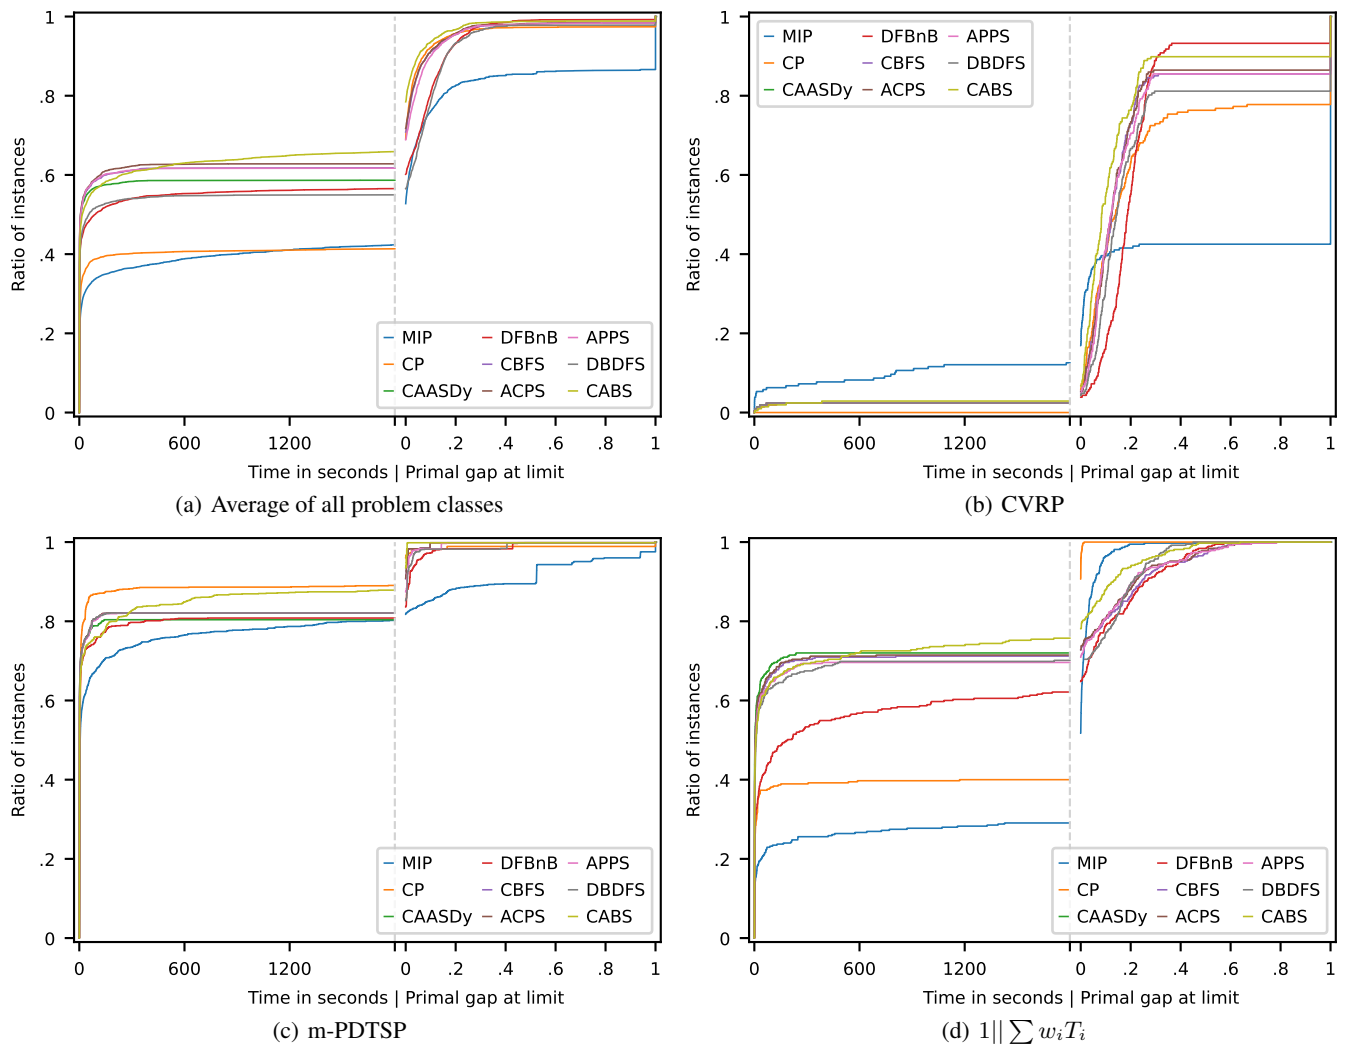 Ratio of instances
1
.8
.6
.4
.2
0
MIP DFBnB APPS
CP CBFS DBDFS
CAASDy ACPS CABS
0 600 1200 0 .2 .4 .6 .8 1
Time in seconds | Primal gap at limit
(a) Average of all problem classes
Ratio of instances
1
.8
.6
.4
.2
0
MIP DFBnB APPS
CP CBFS DBDFS
CAASDy ACPS CABS
0 600 1200 0 .2 .4 .6 .8 1
Time in seconds | Primal gap at limit
(b) CVRP
Ratio of instances
1
.8
.6
.4
.2
0
MIP DFBnB APPS
CP CBFS DBDFS
CAASDy ACPS CABS
0 600 1200 0 .2 .4 .6 .8 1
Time in seconds | Primal gap at limit
(c) m-PDTSP
Ratio of instances
1
.8
.6
.4
.2
0
MIP DFBnB APPS
CP CBFS DBDFS
CAASDy ACPS CABS
0 600 1200 0 .2 .4 .6 .8 1
Time in seconds | Primal gap at limit
(d) 1|| ∑ wᵢTᵢ